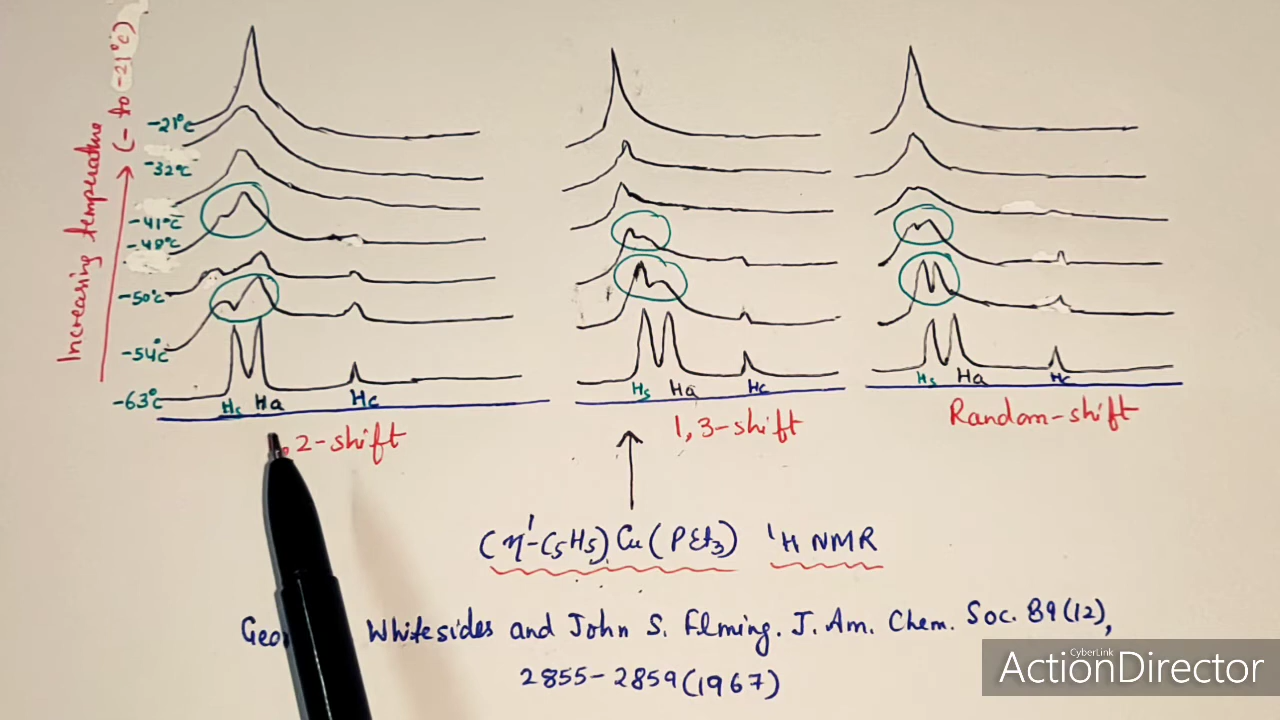 Increasing temperature
(- to -21°C)
-21°C
-32°C
-41°C
-48°C
-50°C
-54°C
-63°C
Hs Ha Hc
Hs Ha Hc
Hs Ha Hc
,2-shift
1,3-shift
Random-shift
(η¹-C5H5)Cu(PEt3) ¹H NMR
Whitesides and John S. Flming. J. Am. Chem. Soc. 89(12),
2855-2859(1967)
CyberLink
ActionDirector